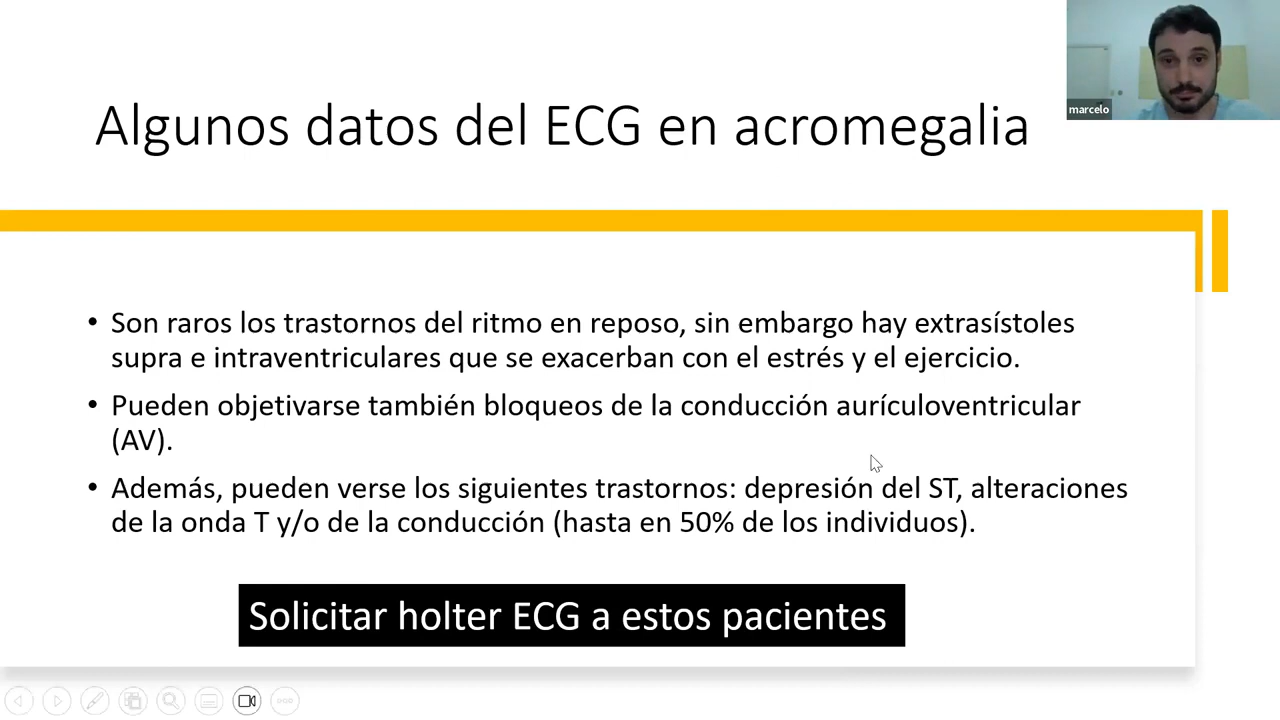 marcelo
Algunos datos del ECG en acromegalia
• Son raros los trastornos del ritmo en reposo, sin embargo hay extrasístoles
supra e intraventriculares que se exacerban con el estrés y el ejercicio.
• Pueden objetivarse también bloqueos de la conducción aurículoventricular
(AV).
• Además, pueden verse los siguientes trastornos: depresión del ST, alteraciones
de la onda T y/o de la conducción (hasta en 50% de los individuos).
Solicitar holter ECG a estos pacientes